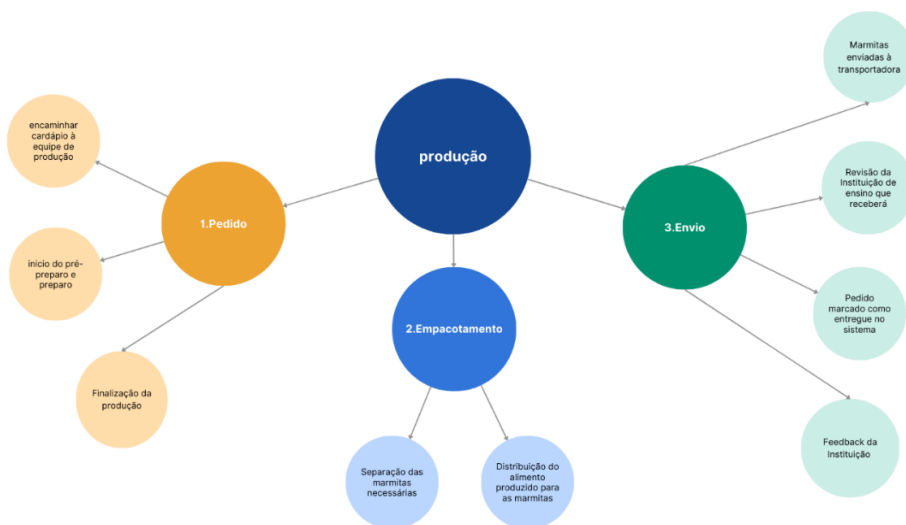 produção
1.Pedido
encaminhar
cardápio à
equipe de
produção
inicio do pré-
preparo e
preparo
Finalização da
produção
2.Empacotamento
Separação das
marmitas
necessárias
Distribuição do
alimento
produzido para
as marmitas
3.Envio
Marmitas
enviadas à
transportadora
Revisão da
Instituição de
ensino que
receberá
Pedido
marcado como
entregue no
sistema
Feedback da
Instituição